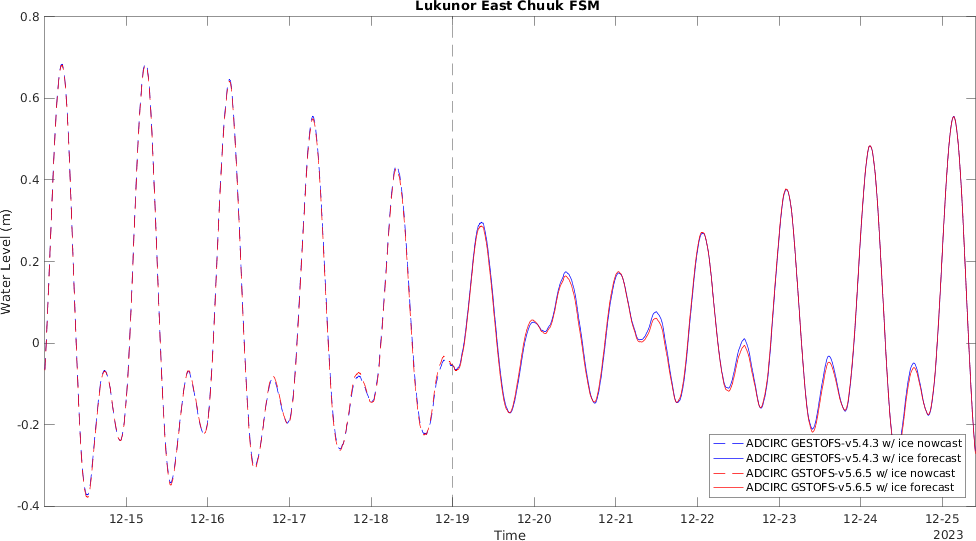 Lukunor East Chuuk FSM
0.8
0.6
0.4
0.2
0
-0.2
-0.4
Water Level (m)
12-15
12-16
12-17
12-18
12-19
12-20
12-21
12-22
12-23
12-24
12-25
Time
2023
ADCIRC GESTOFS-v5.4.3 w/ ice nowcast
ADCIRC GESTOFS-v5.4.3 w/ ice forecast
ADCIRC GSTOFS-v5.6.5 w/ ice nowcast
ADCIRC GSTOFS-v5.6.5 w/ ice forecast